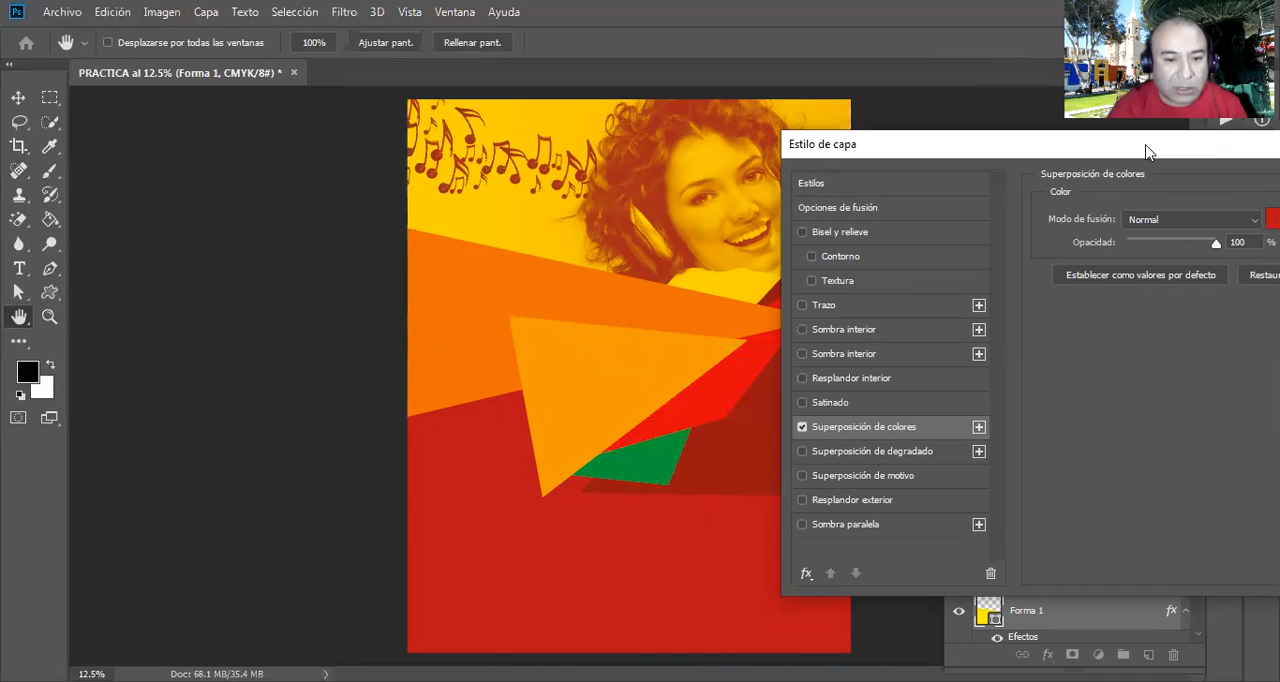 Ps Archivo Edición Imagen Capa Texto Selección Filtro 3D Vista Ventana Ayuda
Desplazarse por todas las ventanas 100% Ajustar pant. Rellenar pant.
PRACTICA al 12.5% (Forma 1, CMYK/8#) * ×
Estilo de capa
Estilos
Opciones de fusión
Bisel y relieve
Contorno
Textura
Trazo
Sombra interior
Sombra interior
Resplandor interior
Satinado
Superposición de colores
Superposición de degradado
Superposición de motivo
Resplandor exterior
Sombra paralela
fx
Superposición de colores
Color
Modo de fusión: Normal
Opacidad: 100 %
Establecer como valores por defecto Restau
Forma 1 fx
Efectos
fx
12.5% Doc: 68.1 MB/35.4 MB